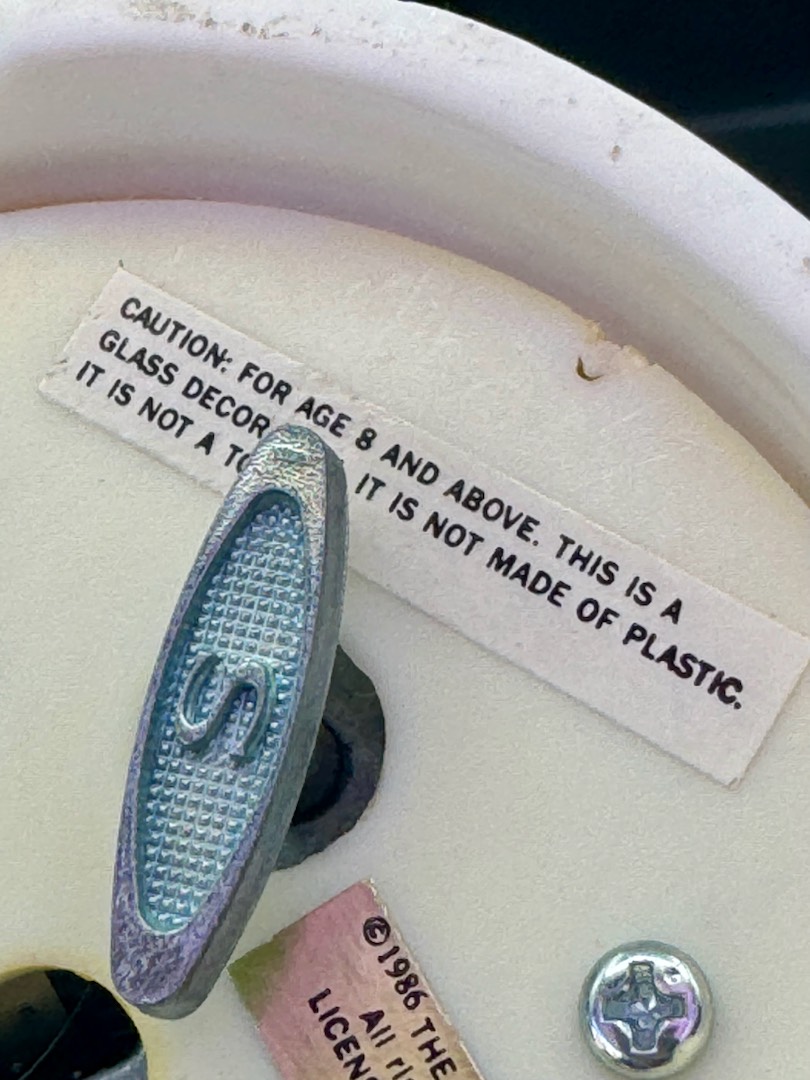 CAUTION: FOR AGE 8 AND ABOVE. THIS IS A
GLASS DECOR IT IS NOT MADE OF PLASTIC.
IT IS NOT A
S
©1986 THE
All